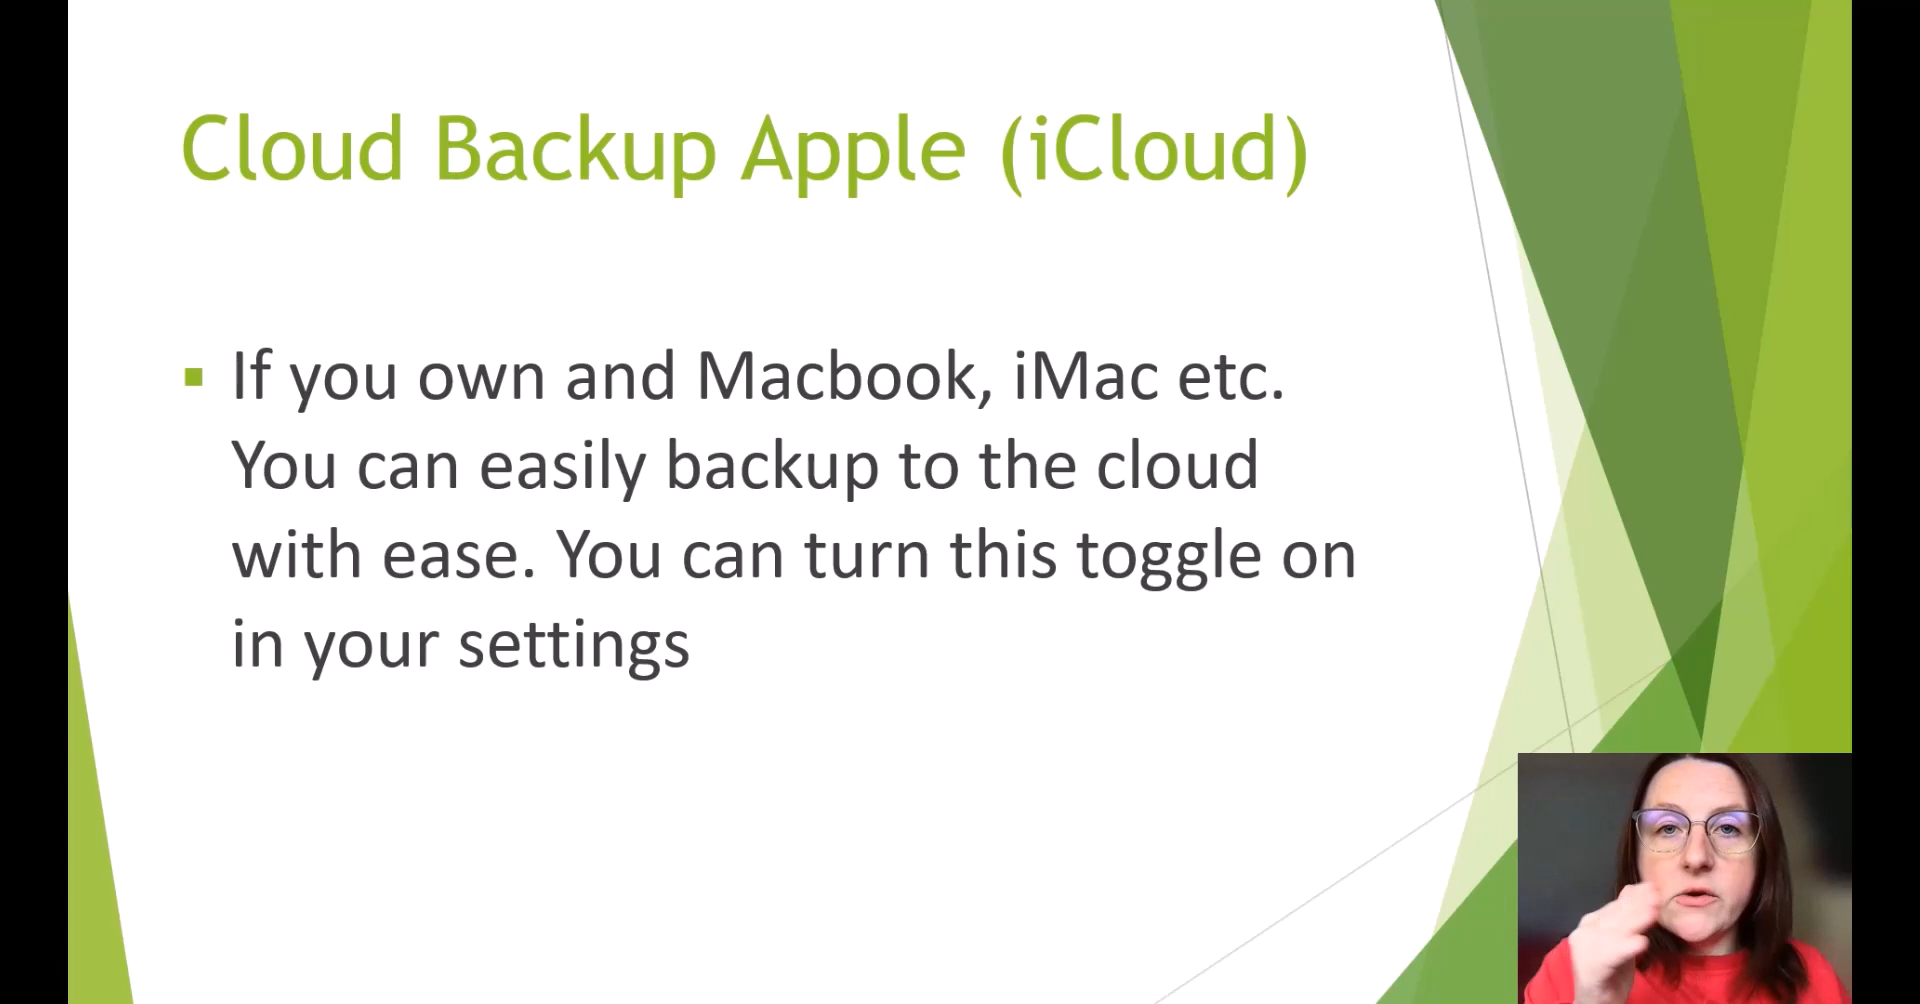 Cloud Backup Apple (iCloud)
▪ If you own and Macbook, iMac etc.
You can easily backup to the cloud
with ease. You can turn this toggle on
in your settings